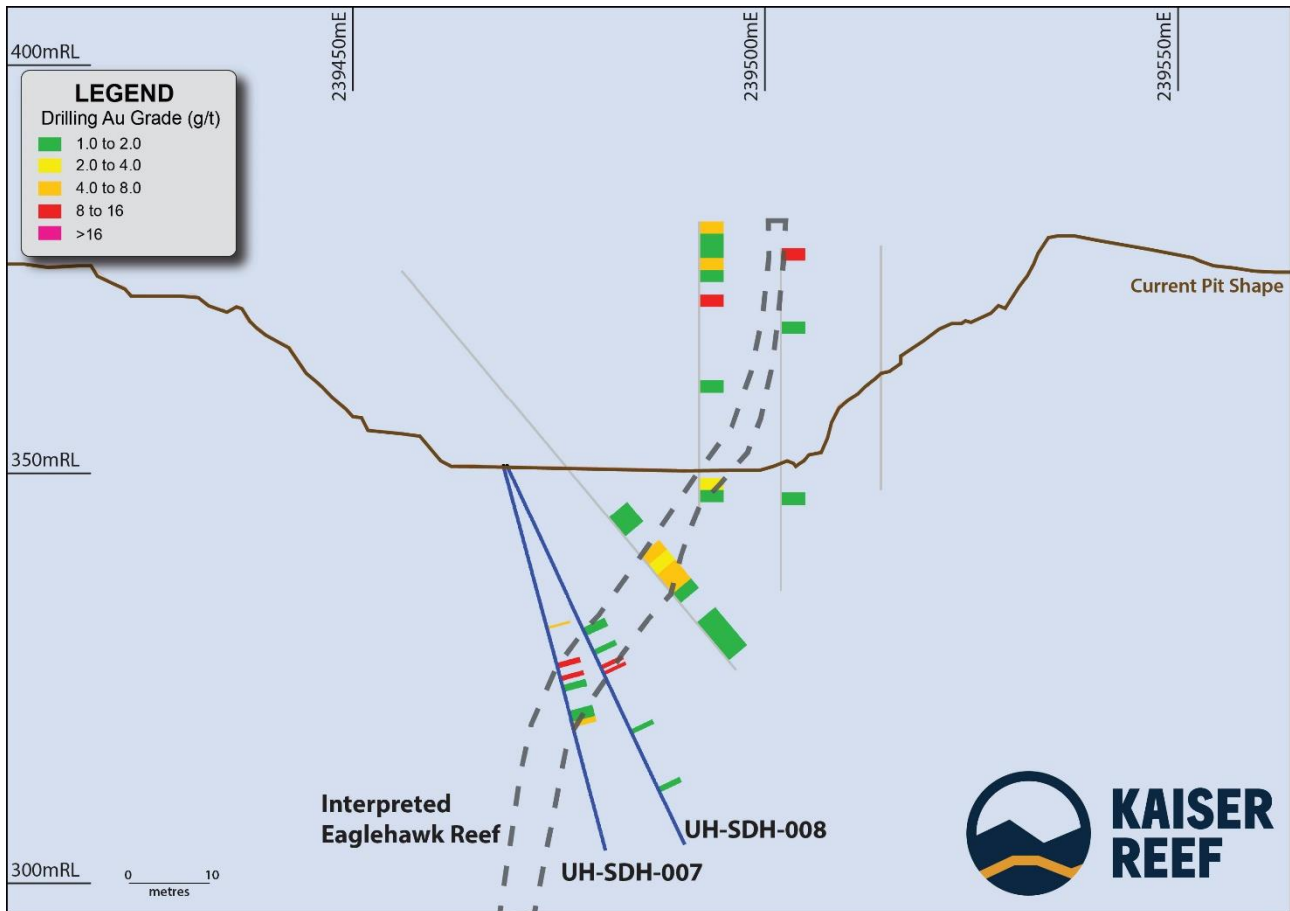 239450mE
239500mE
239550mE
400mRL
LEGEND
Drilling Au Grade (g/t)
1.0 to 2.0
2.0 to 4.0
4.0 to 8.0
8 to 16
>16
Current Pit Shape
350mRL
Interpreted
Eaglehawk Reef
UH-SDH-008
UH-SDH-007
300mRL
0 10
metres
KAISER
REEF